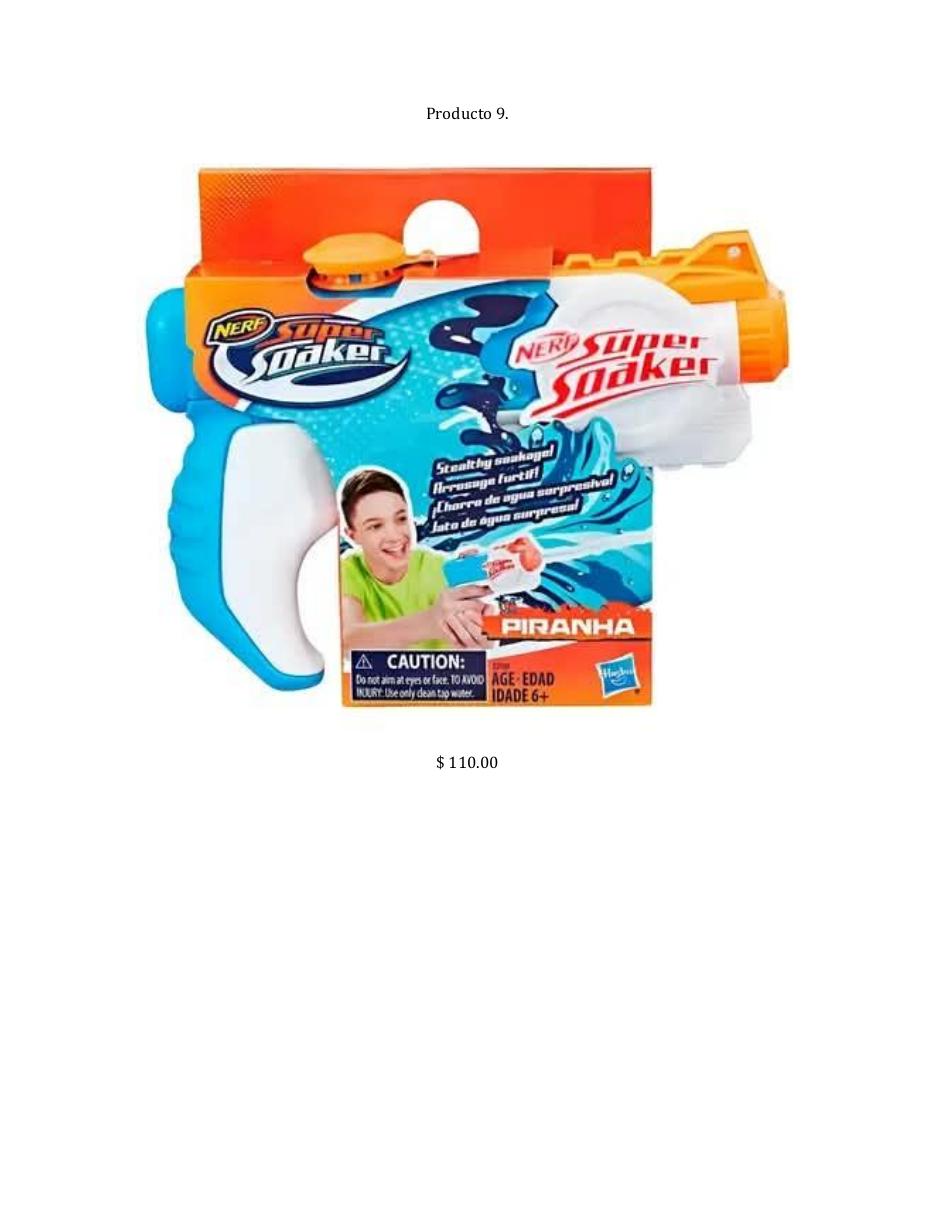 Producto 9.
NERF SUPER
SOAKER
NERF SUPER
SOAKER
Stealthy soakage!
Arrosage furtif!
¡Chorro de agua sorpresivo!
Jato de água surpresa!
PIRANHA
CAUTION:
Do not aim at eyes or face. TO AVOID
INJURY: Use only clean tap water.
AGE · EDAD
IDADE 6+
Hasbro
$ 110.00